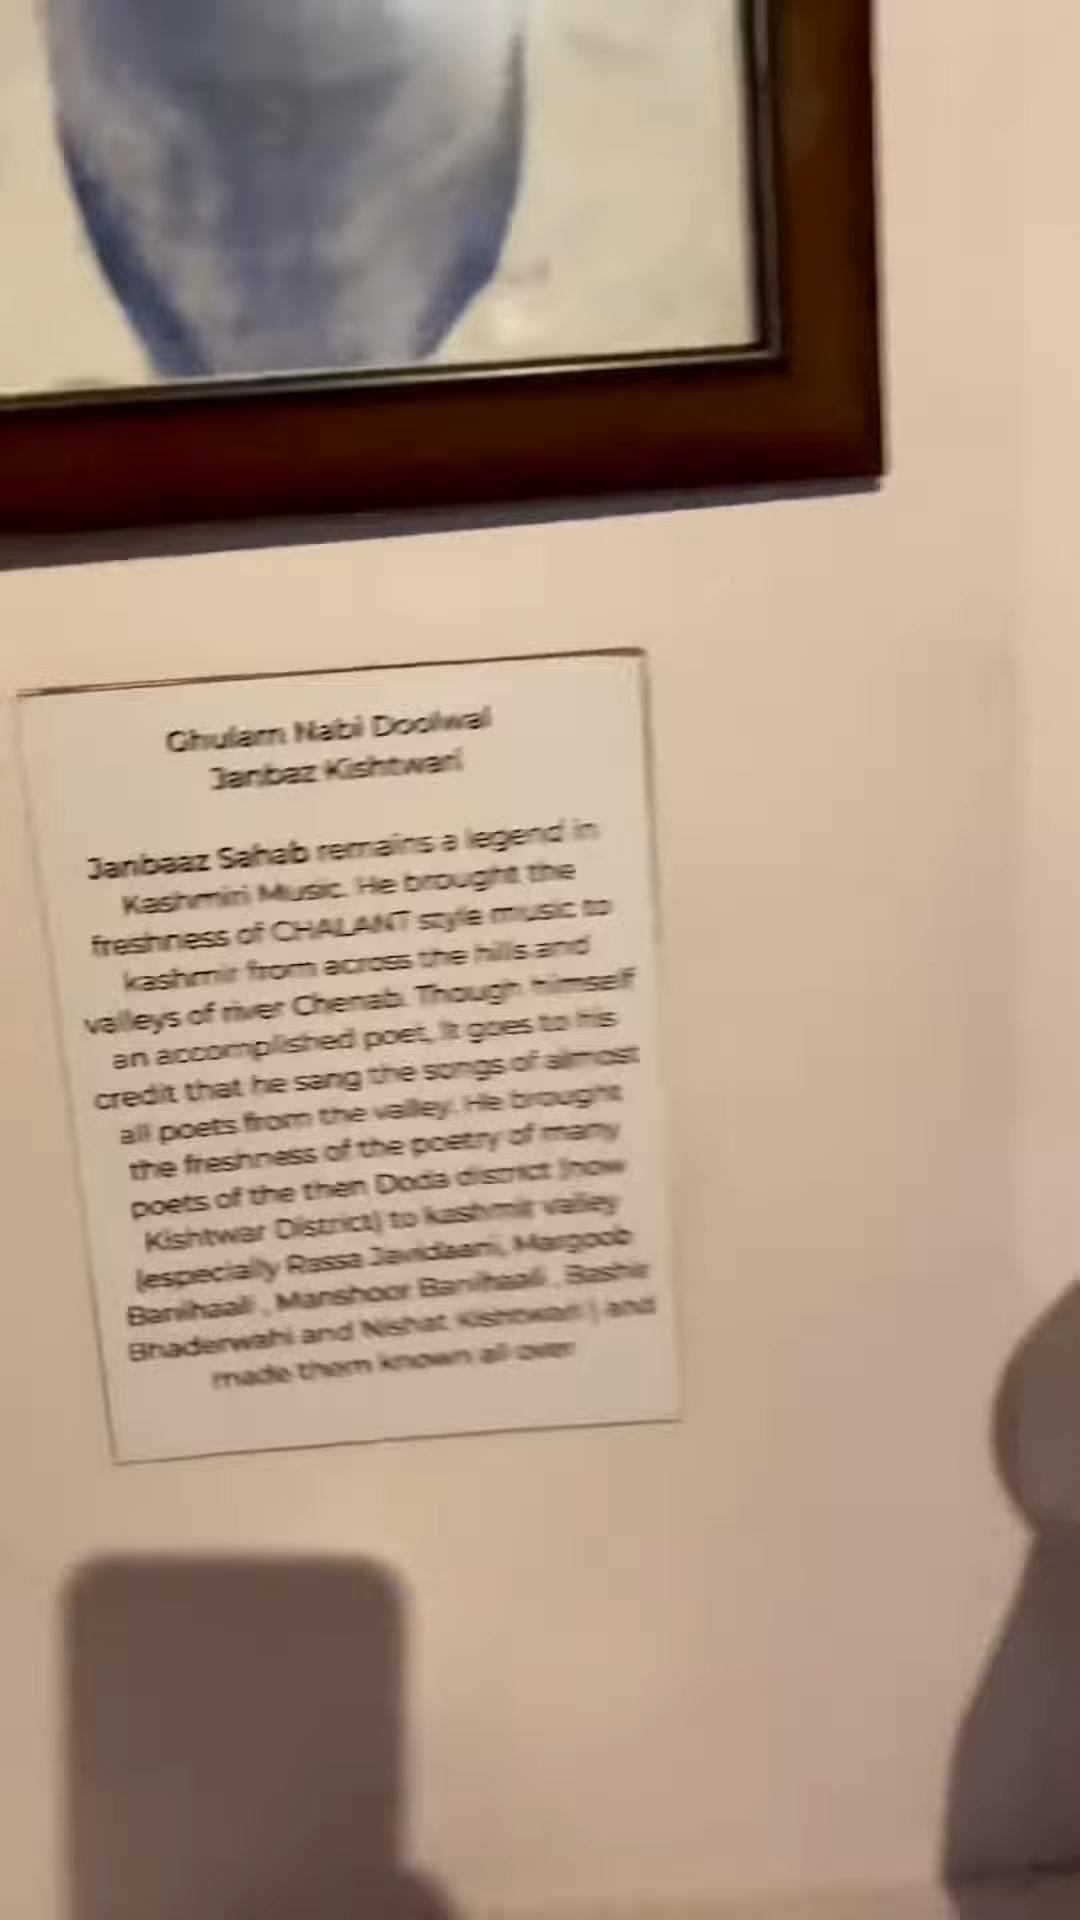 Ghulam Nabi Doolwal
Janbaz Kishtwari
Janbaaz Sahab remains a legend in
Kashmiri Music. He brought the
freshness of CHALANT style music to
kashmir from across the hills and
valleys of river Chenab. Though himself
an accomplished poet, it goes to his
credit that he sang the songs of almost
all poets from the valley. He brought
the freshness of the poetry of many
poets of the then Doda district (now
Kishtwar District) to kashmir valley
(especially Rassa Javidaani, Margoob
Banihaali , Manshoor Banihaali , Bashir
Bhaderwahi and Nishat Kishtwari ) and
made them known all over